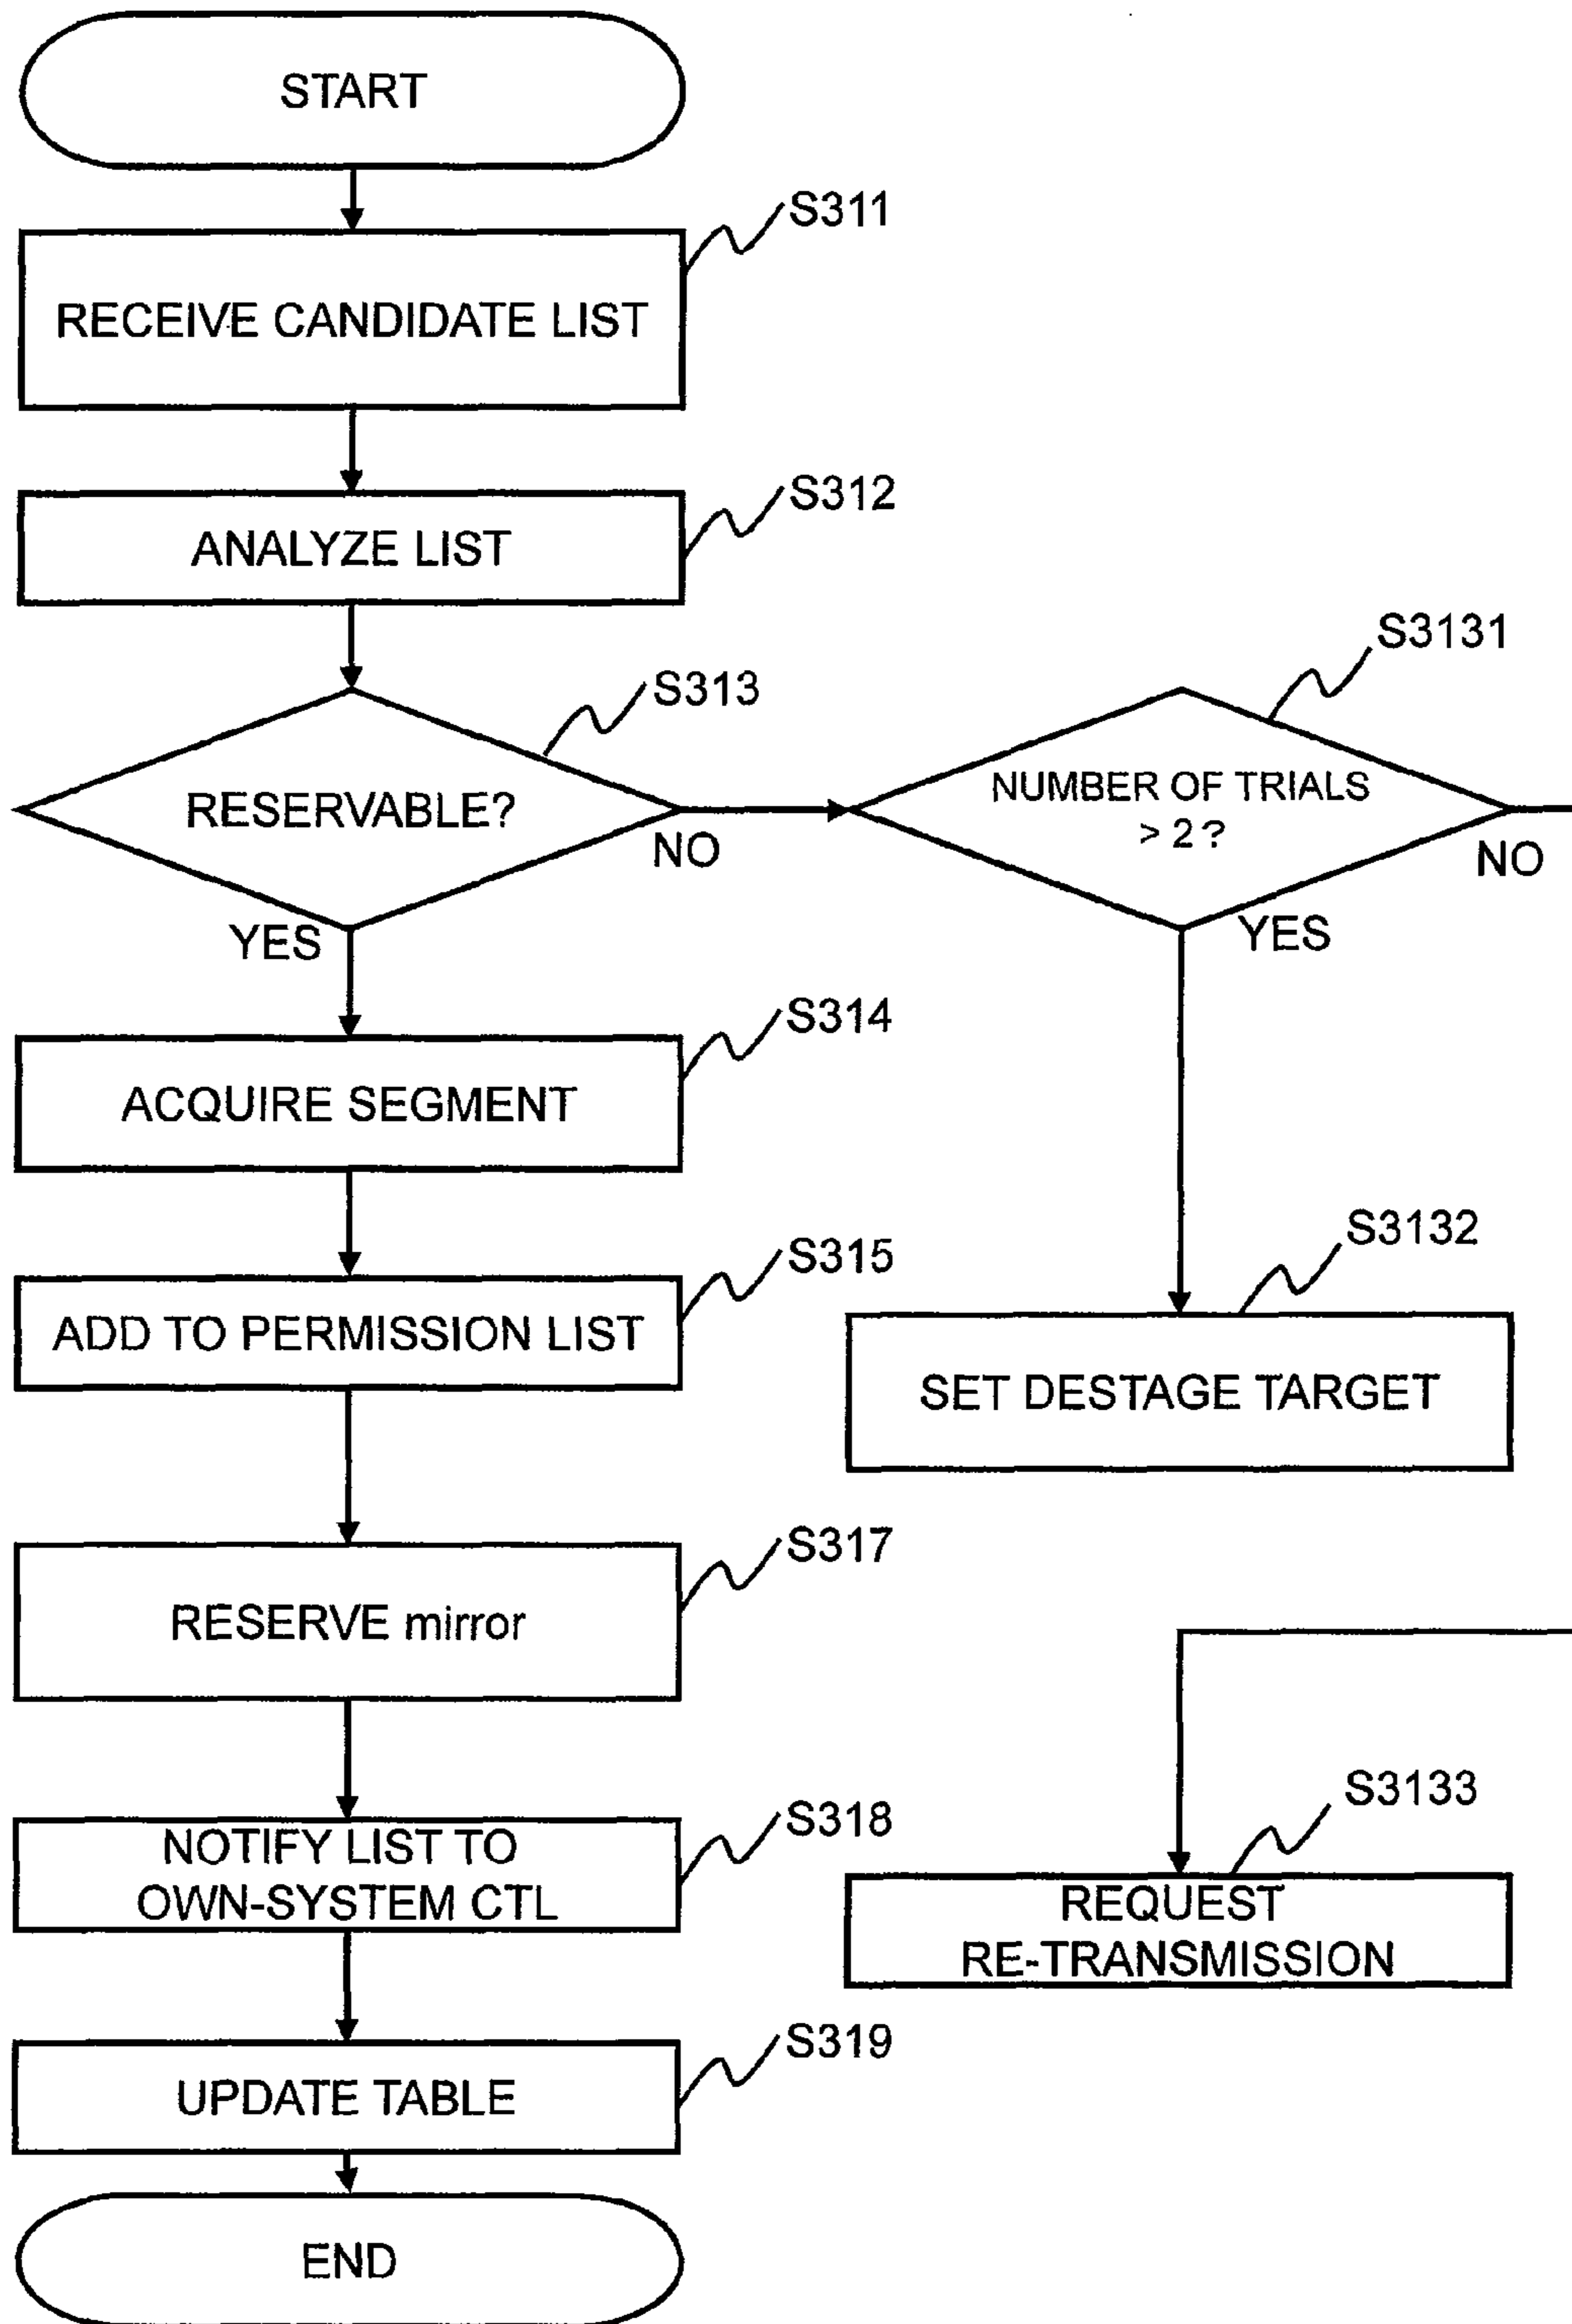 START
S311
RECEIVE CANDIDATE LIST
S312
ANALYZE LIST
S313
RESERVABLE?
NO
YES
S3131
NUMBER OF TRIALS
> 2 ?
NO
YES
S314
ACQUIRE SEGMENT
S315
ADD TO PERMISSION LIST
S3132
SET DESTAGE TARGET
S317
RESERVE mirror
S318
NOTIFY LIST TO
OWN-SYSTEM CTL
S3133
REQUEST
RE-TRANSMISSION
S319
UPDATE TABLE
END